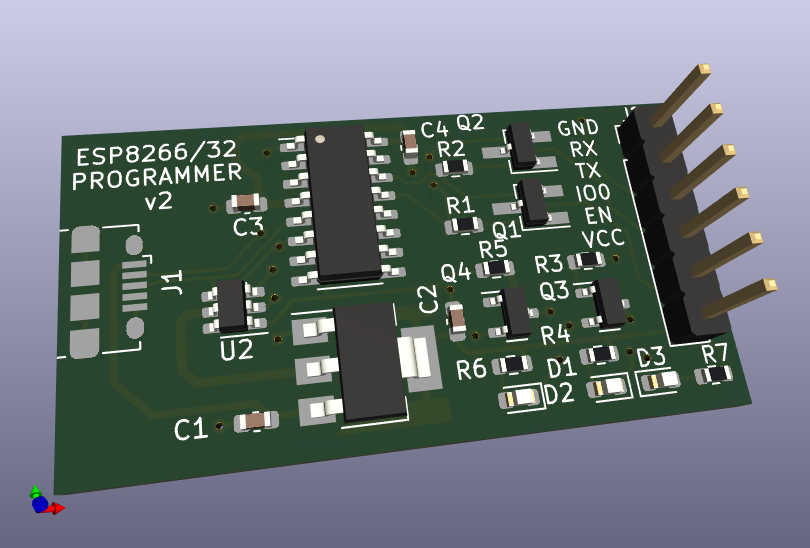 ESP8266/32
PROGRAMMER
v2
C4
Q2
R2
GND
RX
TX
IO0
EN
VCC
C3
R1
Q1
R5
R3
J1
Q4
Q3
C2
R4
U2
R6
D1
D3
R7
D2
C1